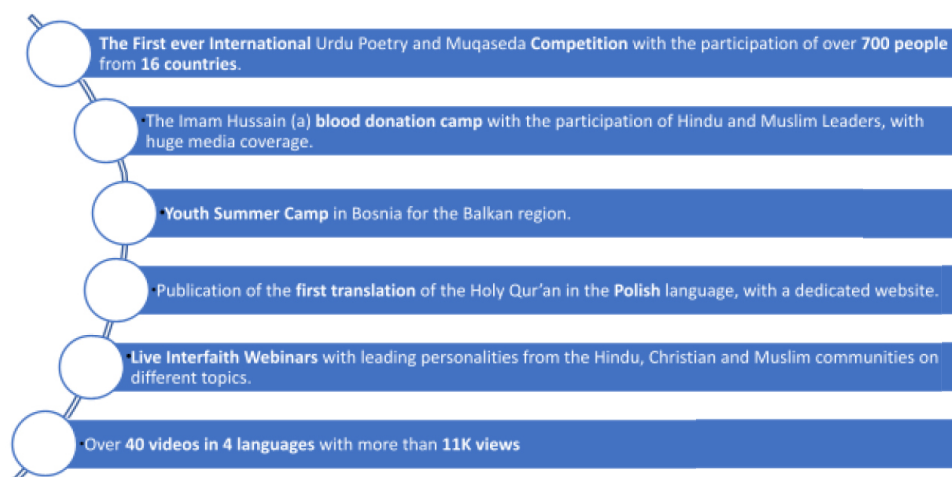 The First ever International Urdu Poetry and Muqaseda Competition with the participation of over 700 people
from 16 countries.
•The Imam Hussain (a) blood donation camp with the participation of Hindu and Muslim Leaders, with
huge media coverage.
•Youth Summer Camp in Bosnia for the Balkan region.
•Publication of the first translation of the Holy Qur’an in the Polish language, with a dedicated website.
•Live Interfaith Webinars with leading personalities from the Hindu, Christian and Muslim communities on
different topics.
•Over 40 videos in 4 languages with more than 11K views